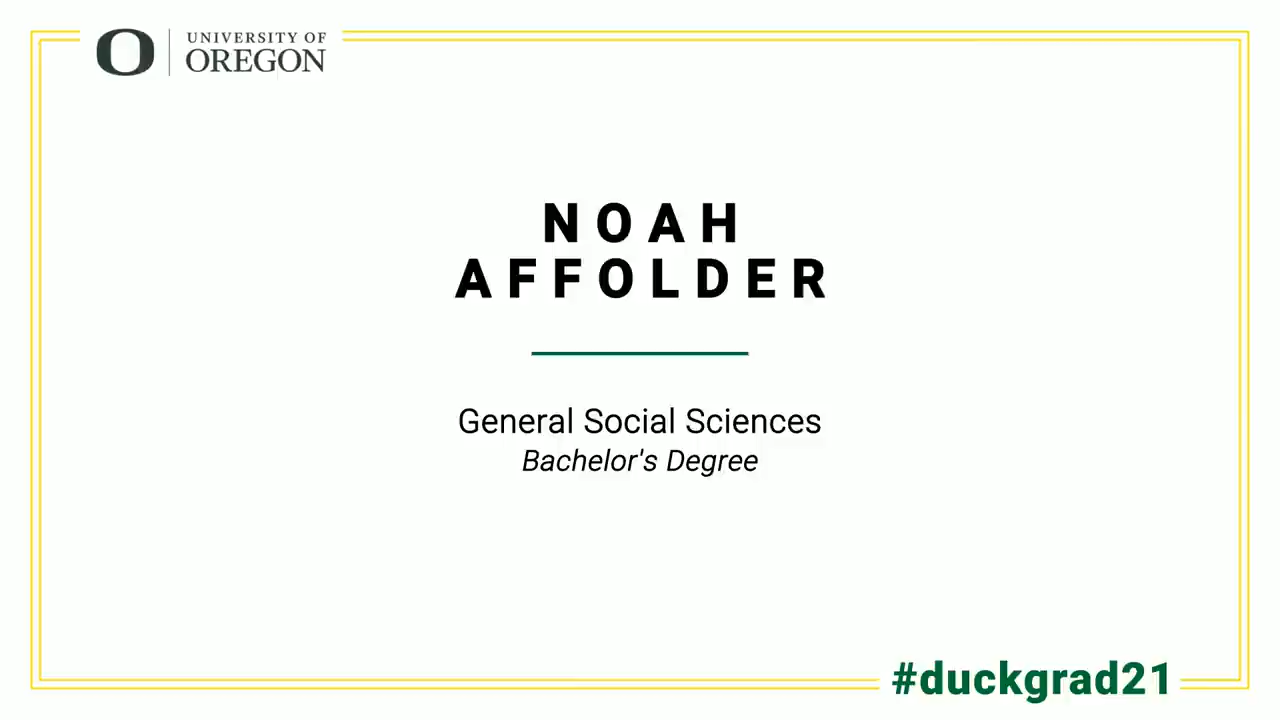 UNIVERSITY OF
OREGON
NOAH
AFFOLDER
General Social Sciences
Bachelor's Degree
#duckgrad21